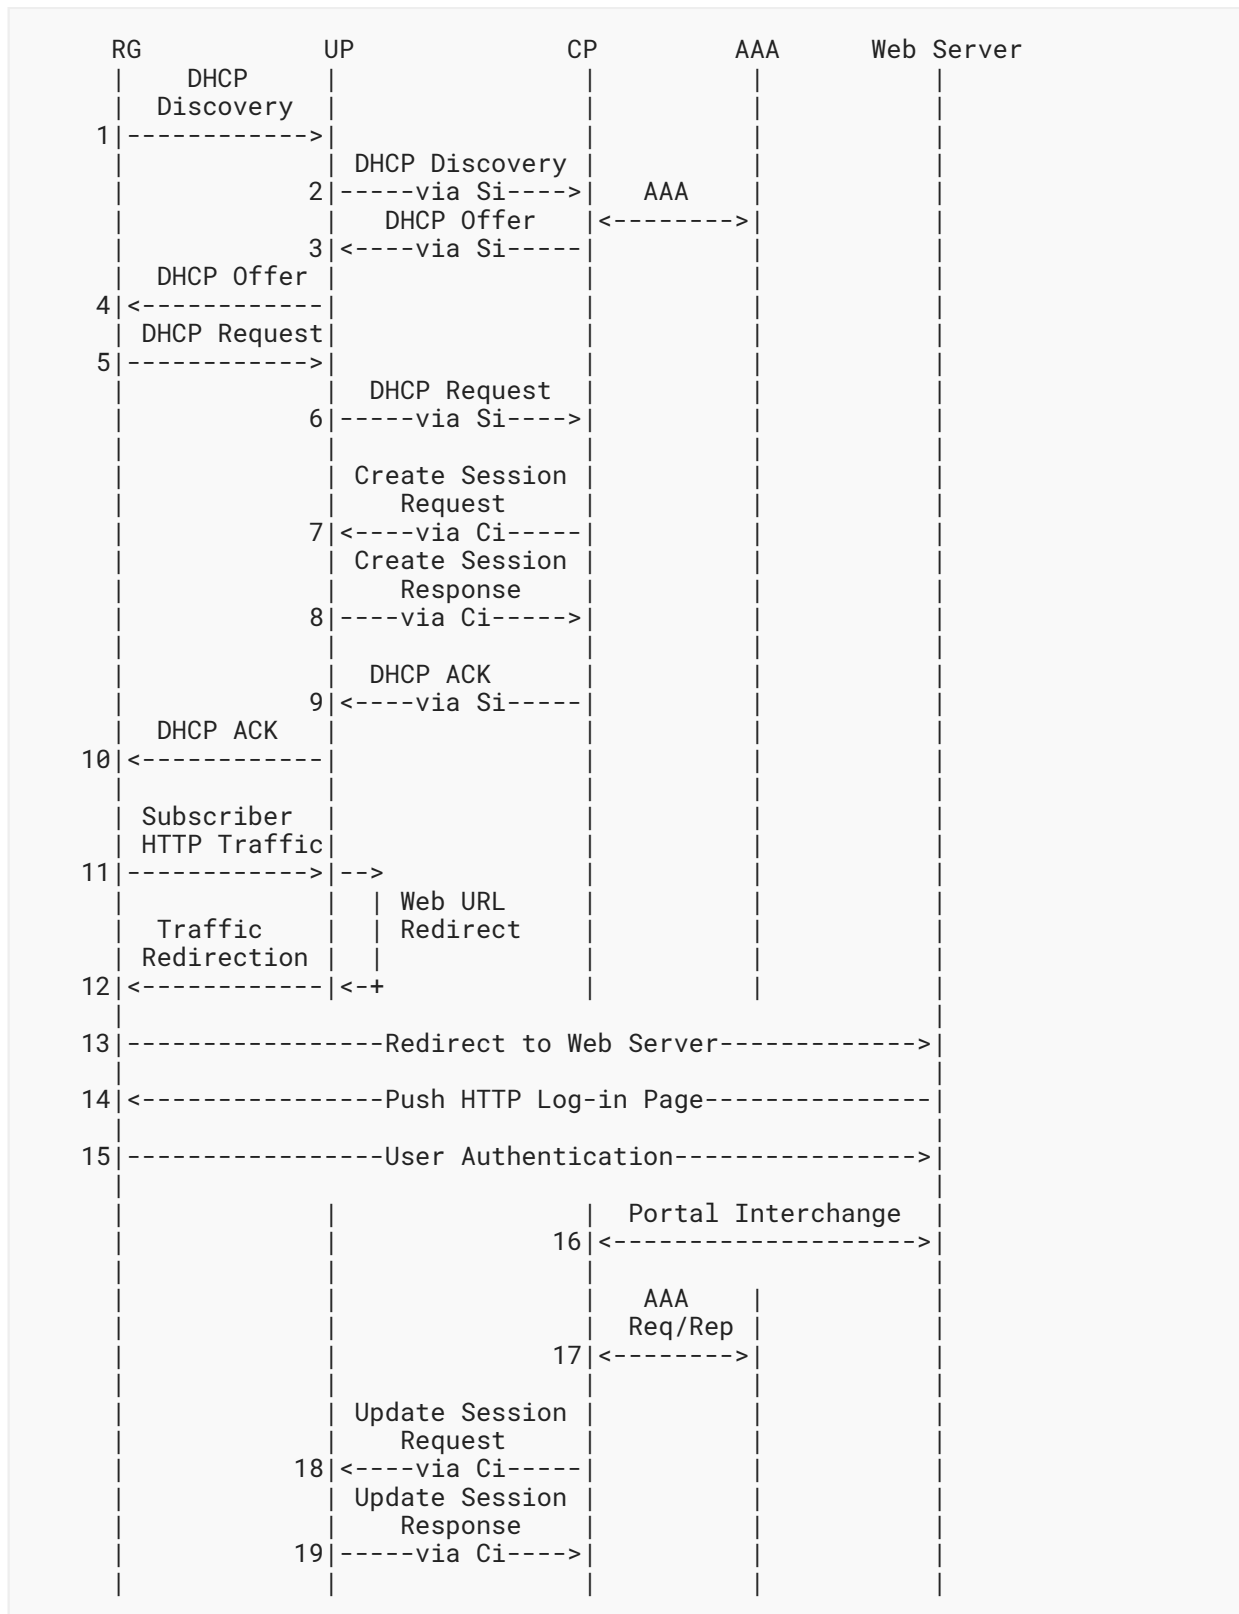 RG UP CP AAA Web Server
DHCP
Discovery
1|------------>|
DHCP Discovery
2|-----via Si---->| AAA
DHCP Offer |<-------->|
3|<----via Si-----|
DHCP Offer
4|<------------|
DHCP Request
5|------------>|
DHCP Request
6|-----via Si---->|
Create Session
Request
7|<----via Ci-----|
Create Session
Response
8|----via Ci----->|
DHCP ACK
9|<----via Si-----|
DHCP ACK
10|<------------|
Subscriber
HTTP Traffic
11|------------>|-->
| Web URL
Traffic | Redirect
Redirection |
12|<------------|<-+
13|-----------------Redirect to Web Server-------------->|
14|<----------------Push HTTP Log-in Page---------------|
15|-----------------User Authentication---------------->|
Portal Interchange
16|<--------------------->|
AAA
Req/Rep
17|<-------->|
Update Session
Request
18|<----via Ci-----|
Update Session
Response
19|-----via Ci---->|